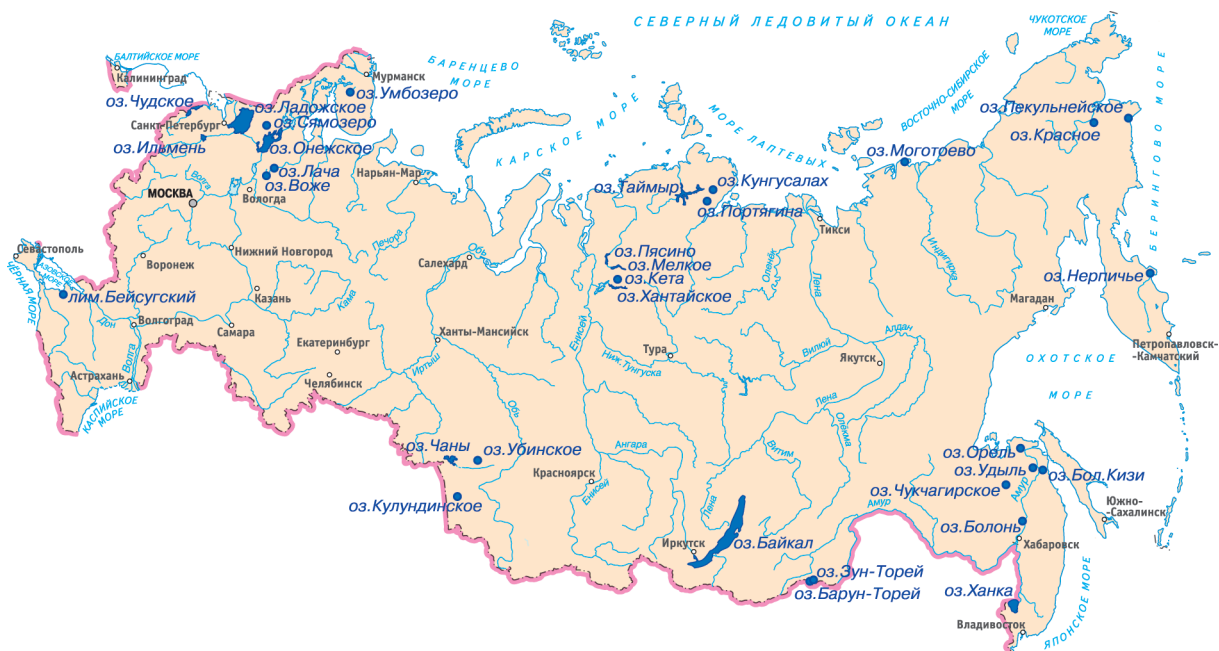 СЕВЕРНЫЙ ЛЕДОВИТЫЙ ОКЕАН
ЧУКОТСКОЕ
МОРЕ
БАЛТИЙСКОЕ МОРЕ
Калининград
БАРЕНЦЕВО
МОРЕ
Мурманск
оз.Умбозеро
оз.Чудское
оз.Ладожское
Санкт-Петербург
оз.Сямозеро
оз.Ильмень
оз.Онежское
оз.Лача
оз.Воже
КАРСКОЕ МОРЕ
МОРЕ ЛАПТЕВЫХ
ВОСТОЧНО-СИБИРСКОЕ
МОРЕ
оз.Пекульнейское
оз.Красное
БЕРИНГОВО МОРЕ
оз.Моготоево
Нарьян-Мар
Волга
МОСКВА
Вологда
оз.Таймыр
оз.Кунгусалах
оз.Портягина
Тикси
Севастополь
ЧЁРНАЯ МОРЕ
АЗОВСКОЕ
МОРЕ
Воронеж
Нижний Новгород
Печора
Обь
Салехард
оз.Пясино
оз.Мелкое
оз.Кета
оз.Хантайское
Оленёк
Лена
Индигирка
оз.Нерпичье
лим.Бейсугский
Казань
Кама
Магадан
Дон
Волгоград
Самара
Екатеринбург
Ханты-Мансийск
Енисей
Тура
Ниж.Тунгуска
Вилюй
Алдан
Якутск
Петропавловск-
-Камчатский
ОХОТСКОЕ
МОРЕ
Астрахань
Волга
Челябинск
Иртыш
КАСПИЙСКОЕ
МОРЕ
Обь
Лена
Олёкма
оз.Чаны
оз.Убинское
Ангара
Витим
Красноярск
Енисей
оз.Кулундинское
Лена
Амур
оз.Орель
оз.Удыль
оз.Бол.Кизи
оз.Чукчагирское
Амур
Южно-
-Сахалинск
оз.Болонь
Хабаровск
Иркутск
оз.Байкал
оз.Зун-Торей
оз.Барун-Торей
оз.Ханка
Владивосток
ЯПОНСКОЕ МОРЕ